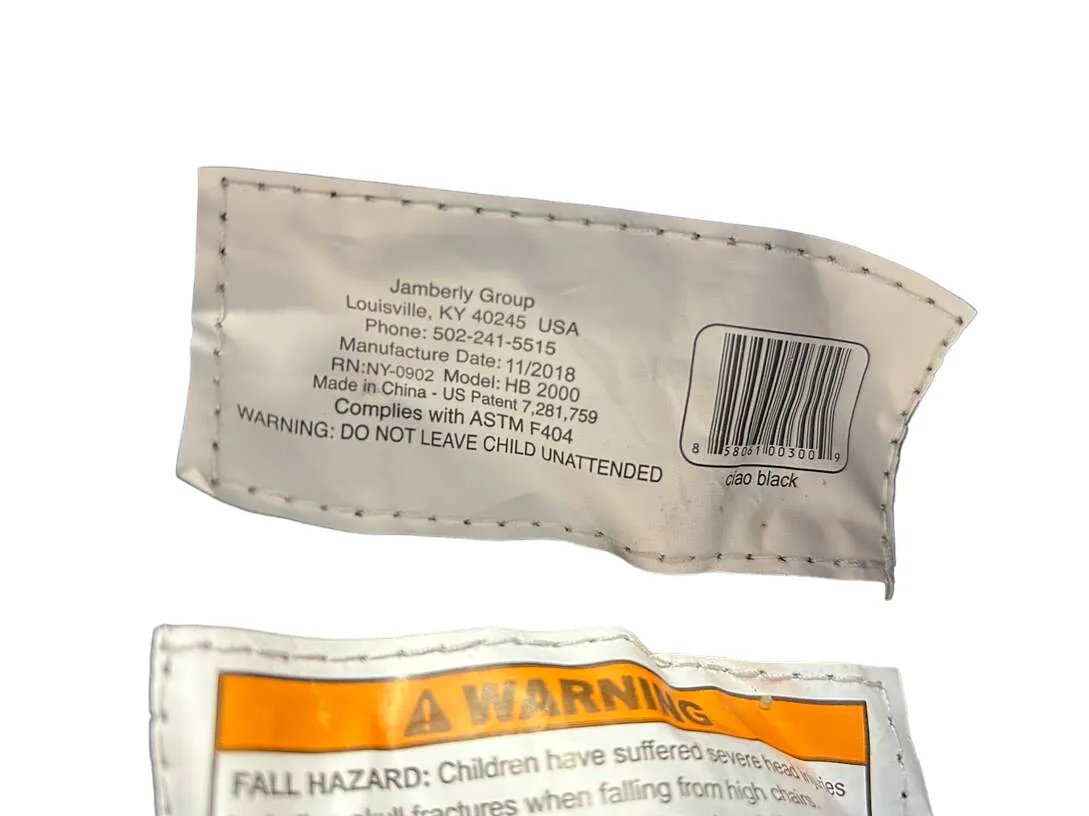 Jamberly Group
Louisville, KY 40245 USA
Phone: 502-241-5515
Manufacture Date: 11/2018
RN:NY-0902 Model: HB 2000
Made in China - US Patent 7,281,759
Complies with ASTM F404
WARNING: DO NOT LEAVE CHILD UNATTENDED
8 58061 00300 9
ciao black
WARNING
FALL HAZARD: Children have suffered severe head injuries
skull fractures when falling from high chairs.